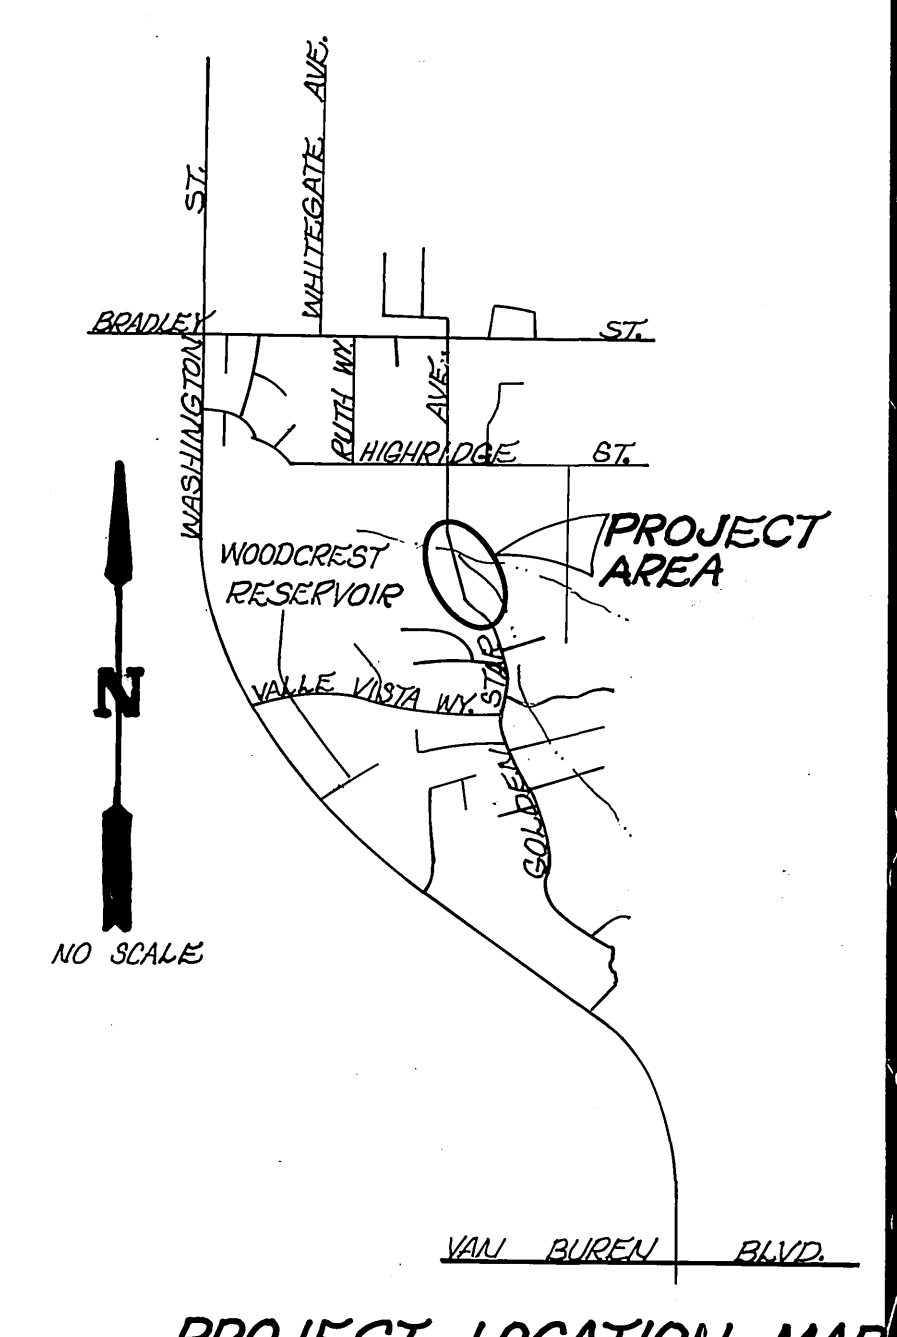 WHITEGATE AVE.
WASHINGTON ST.
BRADLEY ST.
RUTH WY.
HIGHRIDGE ST.
GOLDEN STAR AVE.
PROJECT
AREA
WOODCREST
RESERVOIR
VALLE VISTA WY.
N
NO SCALE
VAN BUREN BLVD.
PROJECT LOCATION MAP